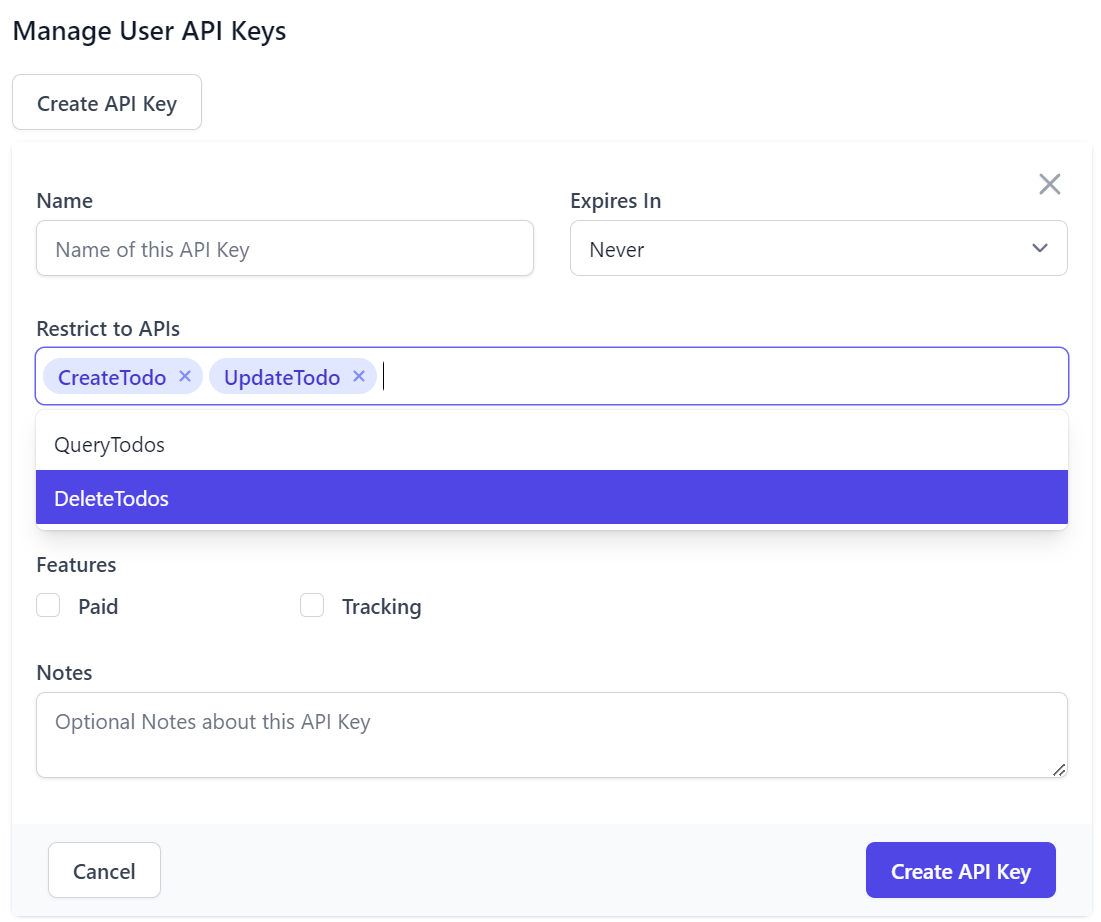 Manage User API Keys
Create API Key
Name
Expires In
Name of this API Key
Never
Restrict to APIs
CreateTodo
UpdateTodo
QueryTodos
DeleteTodos
Features
Paid
Tracking
Notes
Optional Notes about this API Key
Cancel
Create API Key